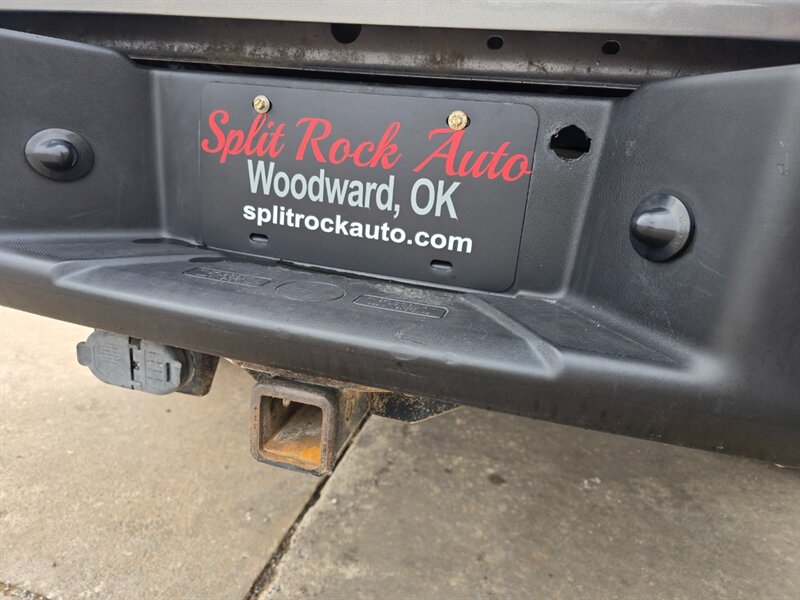 Split Rock Auto
Woodward, OK
splitrockauto.com